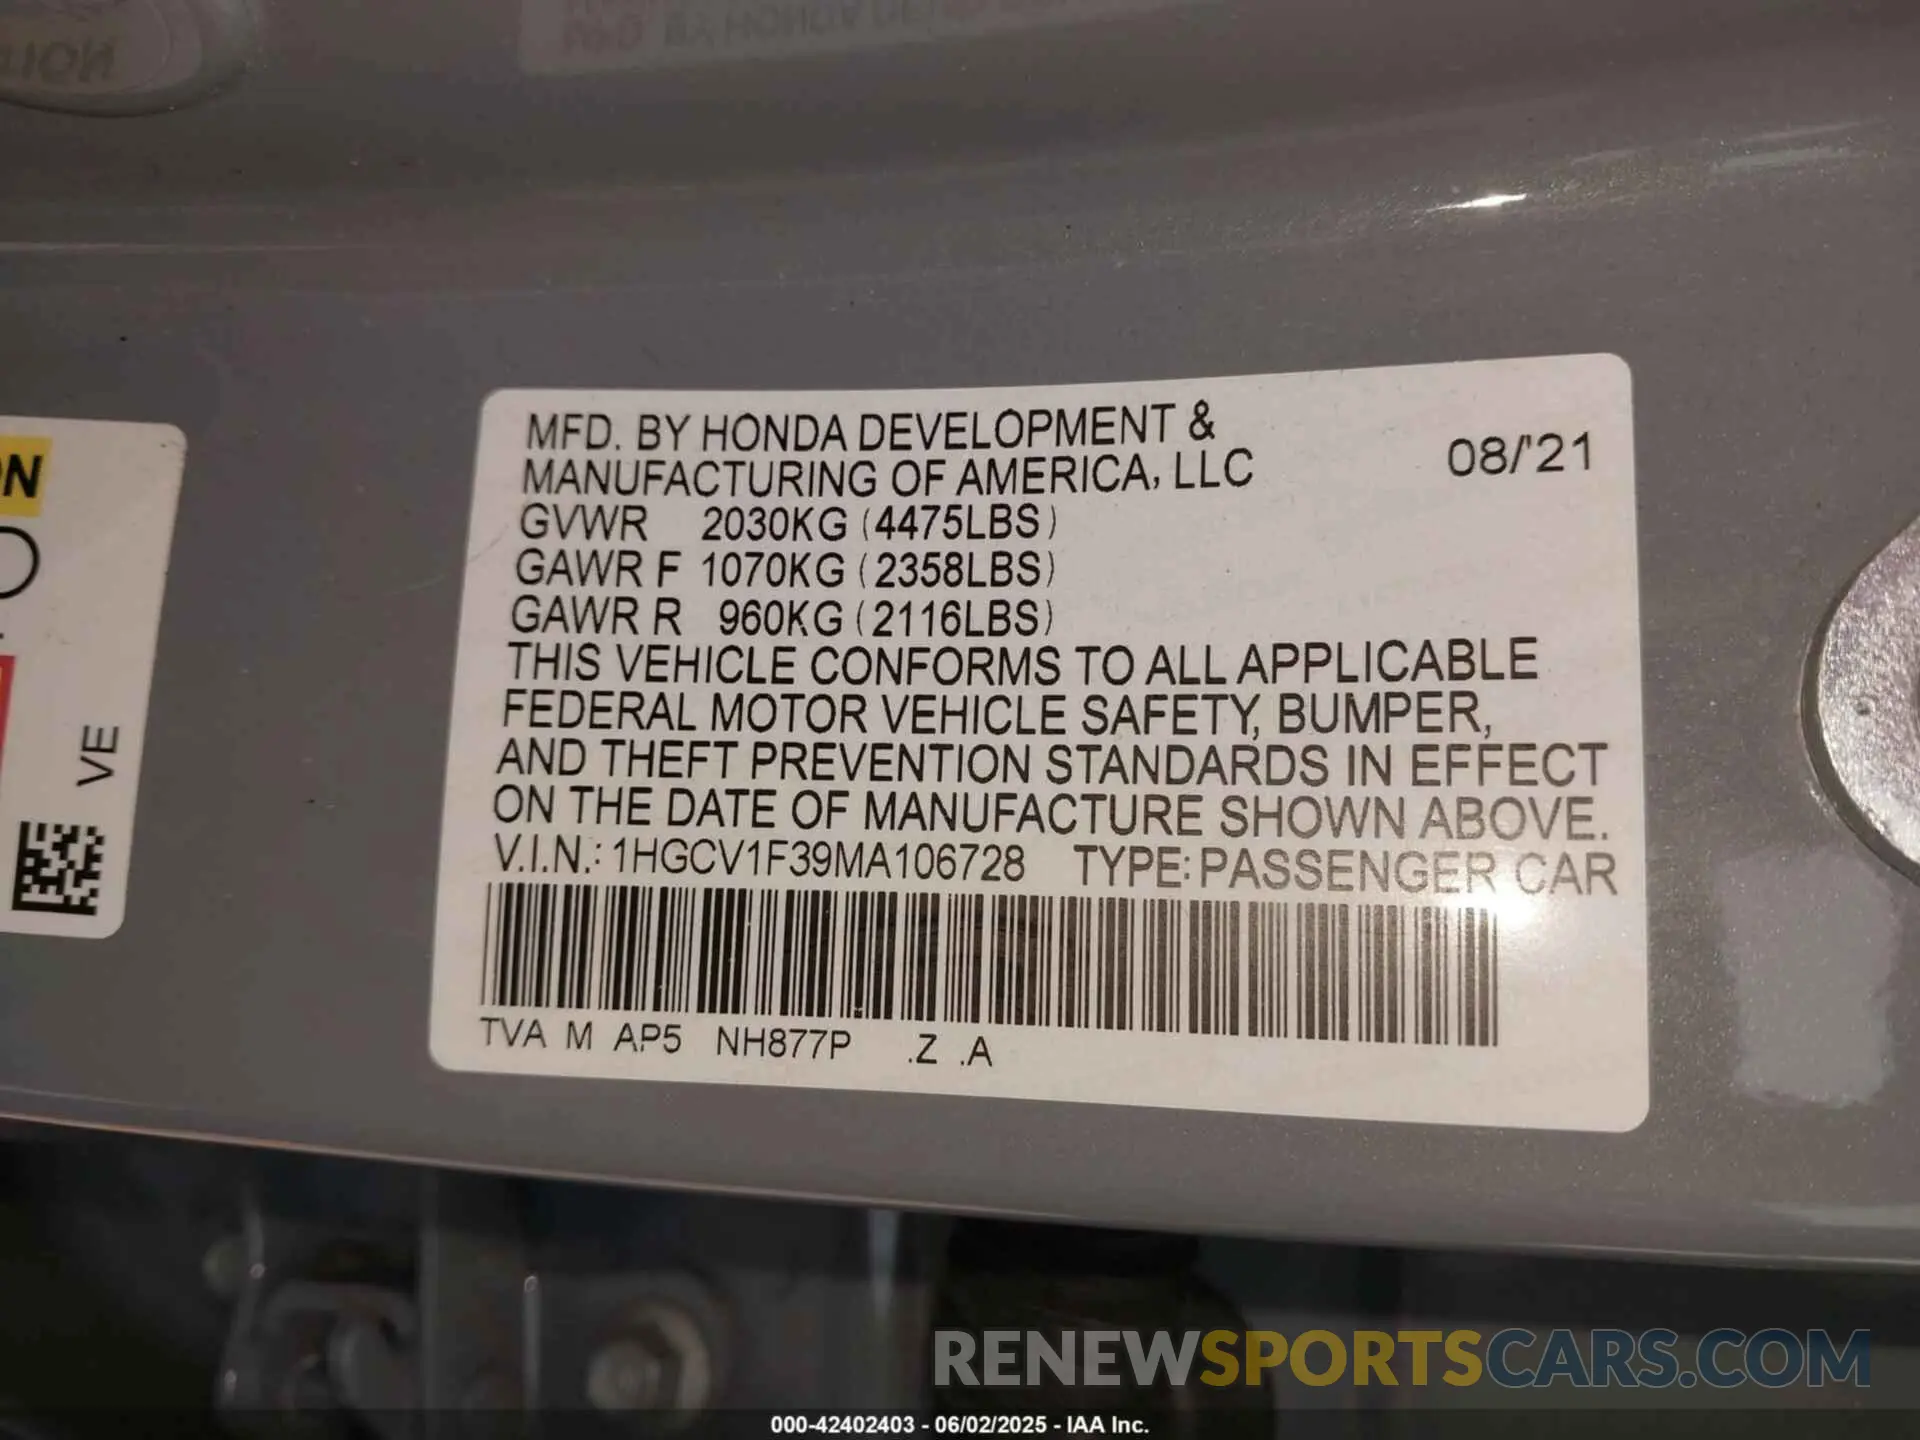 TION
MFD. BY HONDA DEVELOPMENT &
MANUFACTURING OF AMERICA, LLC
08/'21
GVWR 2030KG (4475LBS)
GAWR F 1070KG (2358LBS)
GAWR R 960KG (2116LBS)
THIS VEHICLE CONFORMS TO ALL APPLICABLE
FEDERAL MOTOR VEHICLE SAFETY, BUMPER,
AND THEFT PREVENTION STANDARDS IN EFFECT
ON THE DATE OF MANUFACTURE SHOWN ABOVE.
V.I.N.: 1HGCV1F39MA106728 TYPE: PASSENGER CAR
TVA M AP5 NH877P .Z .A
ON
VE
RENEWSPORTSCARS.COM
000-42402403 - 06/02/2025 - IAA Inc.